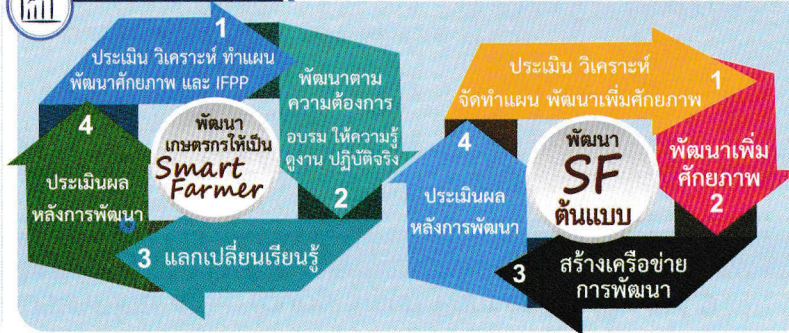 1
ประเมิน วิเคราะห์ ทำแผน
พัฒนาศักยภาพ และ IFPP
พัฒนาตาม
ความต้องการ
อบรม ให้ความรู้
ดูงาน ปฏิบัติจริง
2
3 แลกเปลี่ยนเรียนรู้
4
ประเมินผล
หลังการพัฒนา
พัฒนา
เกษตรกรให้เป็น
Smart
Farmer
ประเมิน วิเคราะห์
จัดทำแผน พัฒนาเพิ่มศักยภาพ
1
พัฒนาเพิ่ม
ศักยภาพ
2
3
สร้างเครือข่าย
การพัฒนา
4
ประเมินผล
หลังการพัฒนา
พัฒนา
SF
ต้นแบบ